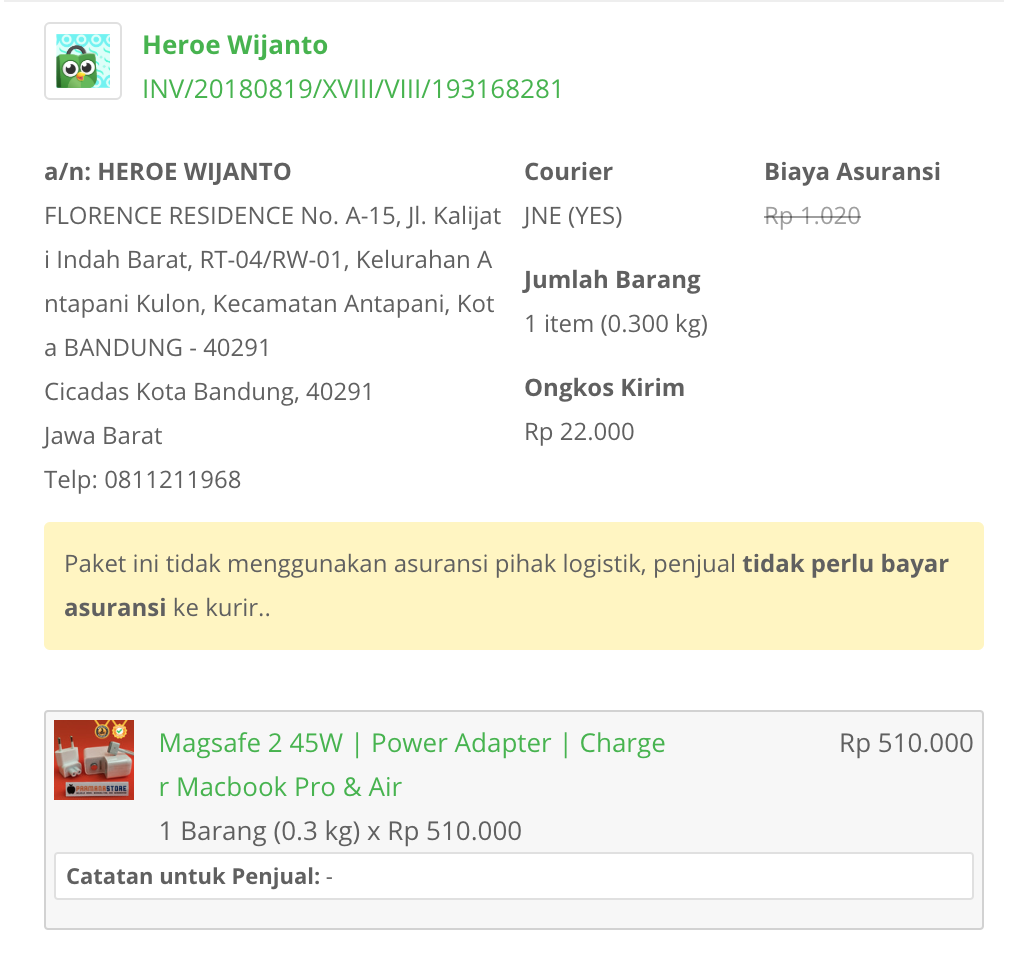 Heroe Wijanto
INV/20180819/XVIII/VIII/193168281
a/n: HEROE WIJANTO
FLORENCE RESIDENCE No. A-15, Jl. Kalijat
i Indah Barat, RT-04/RW-01, Kelurahan A
ntapani Kulon, Kecamatan Antapani, Kot
a BANDUNG - 40291
Cicadas Kota Bandung, 40291
Jawa Barat
Telp: 0811211968
Courier
JNE (YES)
Jumlah Barang
1 item (0.300 kg)
Ongkos Kirim
Rp 22.000
Biaya Asuransi
Rp 1.020
Paket ini tidak menggunakan asuransi pihak logistik, penjual tidak perlu bayar
asuransi ke kurir..
Magsafe 2 45W | Power Adapter | Charge
r Macbook Pro & Air
Rp 510.000
1 Barang (0.3 kg) x Rp 510.000
Catatan untuk Penjual: -